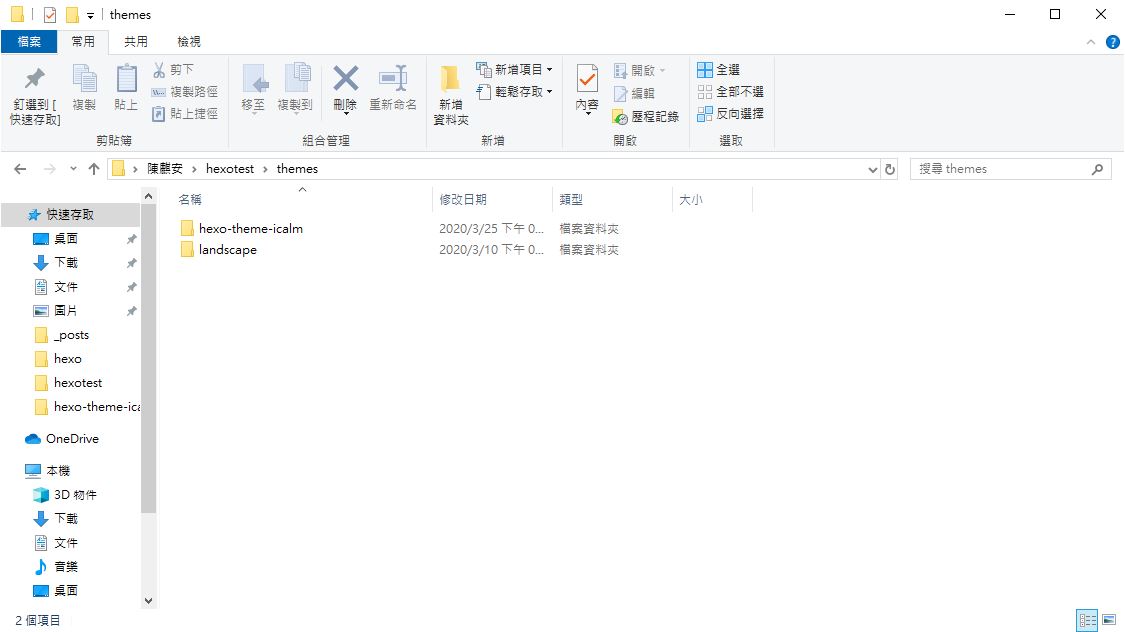 themes
檔案 常用 共用 檢視
釘選到 [
快速存取]
複製
貼上
剪下
複製路徑
貼上捷徑
剪貼簿
移至
複製到
刪除
重新命名
組合管理
新增
資料夾
新增項目
輕鬆存取
新增
內容
開啟
編輯
歷程記錄
開啟
全選
全部不選
反向選擇
選取
陳麒安 › hexotest › themes
搜尋 themes
名稱 修改日期 類型 大小
hexo-theme-icalm 2020/3/25 下午 0... 檔案資料夾
landscape 2020/3/10 下午 0... 檔案資料夾
快速存取
桌面
下載
文件
圖片
_posts
hexo
hexotest
hexo-theme-ica
OneDrive
本機
3D 物件
下載
文件
音樂
桌面
2 個項目